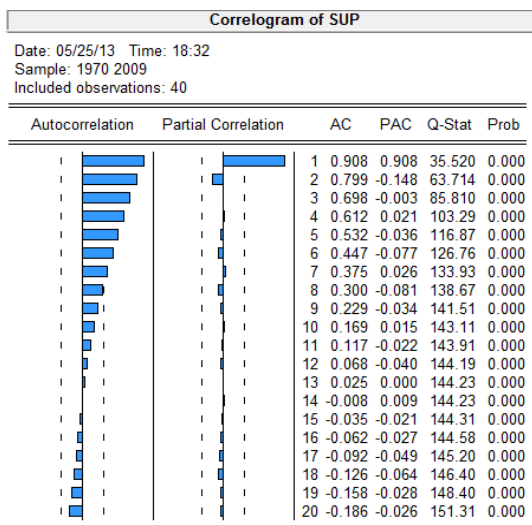 Correlogram of SUP
Date: 05/25/13 Time: 18:32
Sample: 1970 2009
Included observations: 40
Autocorrelation Partial Correlation AC PAC Q-Stat Prob
1 0.908 0.908 35.520 0.000
2 0.799 -0.148 63.714 0.000
3 0.698 -0.003 85.810 0.000
4 0.612 0.021 103.29 0.000
5 0.532 -0.036 116.87 0.000
6 0.447 -0.077 126.76 0.000
7 0.375 0.026 133.93 0.000
8 0.300 -0.081 138.67 0.000
9 0.229 -0.034 141.51 0.000
10 0.169 0.015 143.11 0.000
11 0.117 -0.022 143.91 0.000
12 0.068 -0.040 144.19 0.000
13 0.025 0.000 144.23 0.000
14 -0.008 0.009 144.23 0.000
15 -0.035 -0.021 144.31 0.000
16 -0.062 -0.027 144.58 0.000
17 -0.092 -0.049 145.20 0.000
18 -0.126 -0.064 146.40 0.000
19 -0.158 -0.028 148.40 0.000
20 -0.186 -0.026 151.31 0.000